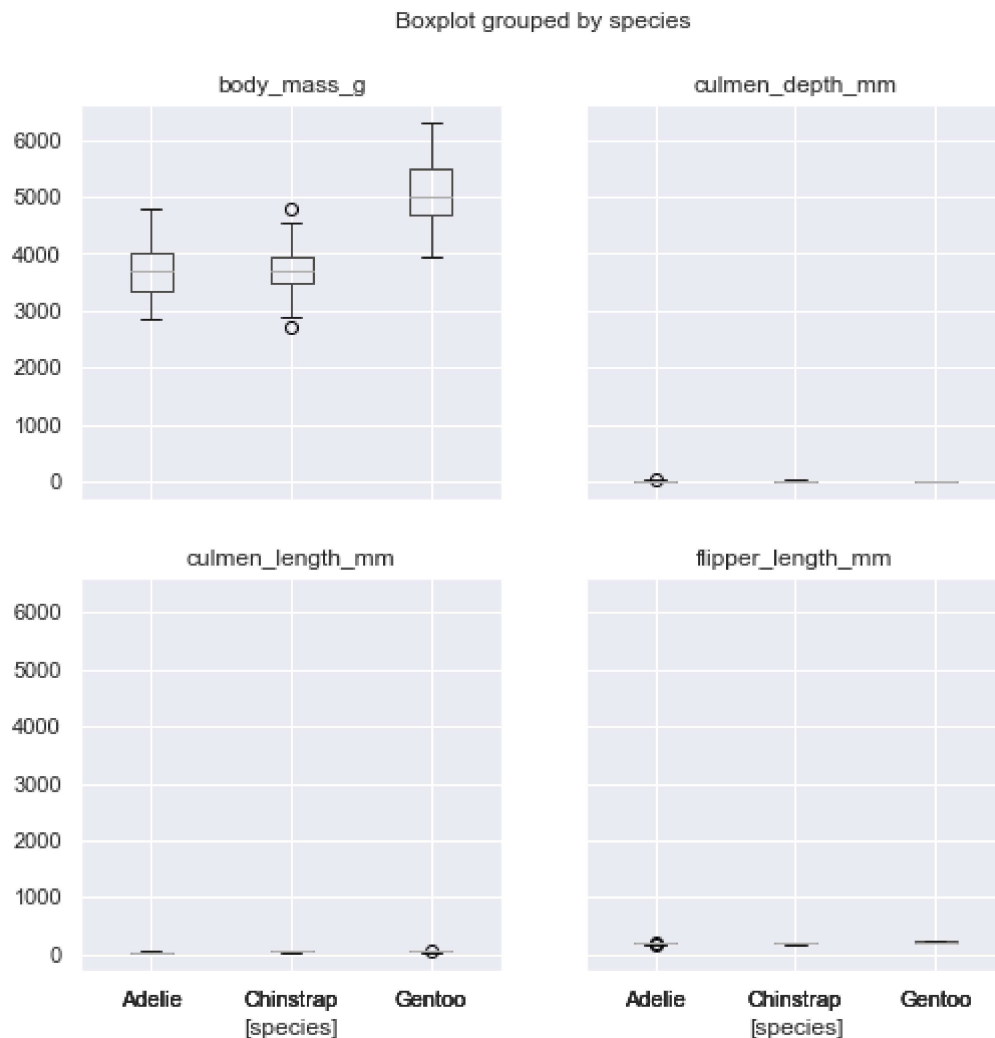 Boxplot grouped by species
body_mass_g
culmen_depth_mm
6000
5000
4000
3000
2000
1000
0
culmen_length_mm
flipper_length_mm
6000
5000
4000
3000
2000
1000
0
Adelie Chinstrap Gentoo
[species]
Adelie Chinstrap Gentoo
[species]